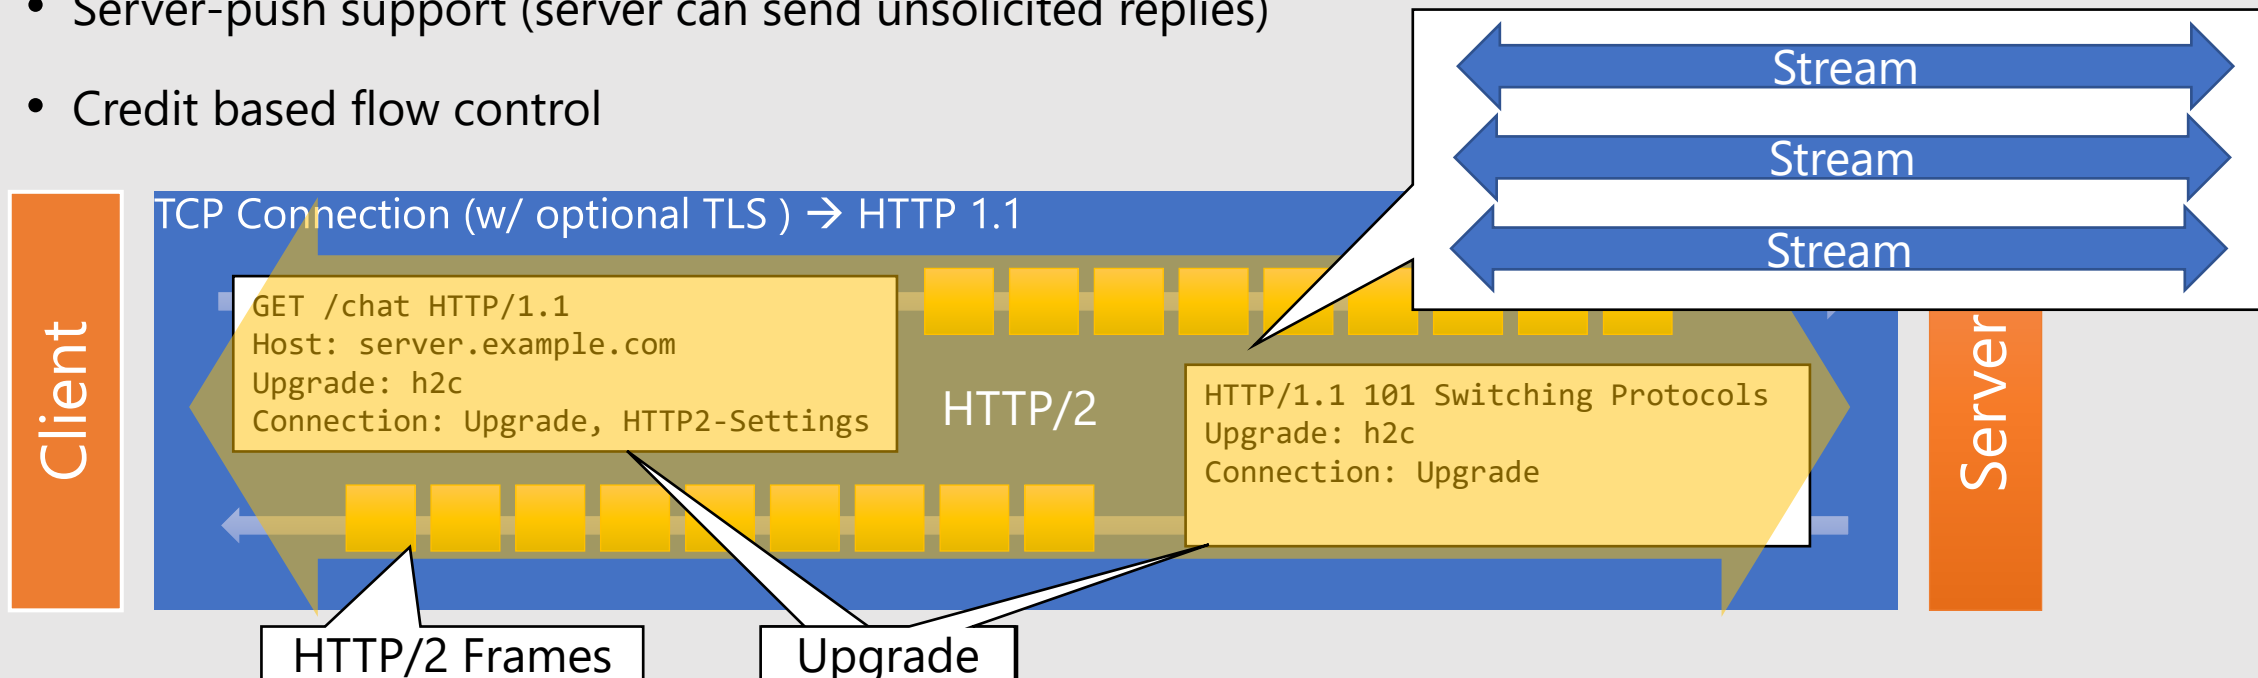 • Server-push support (server can send unsolicited replies)
• Credit based flow control
Stream
Stream
Stream
TCP Connection (w/ optional TLS ) → HTTP 1.1
Client
GET /chat HTTP/1.1
Host: server.example.com
Upgrade: h2c
Connection: Upgrade, HTTP2-Settings
HTTP/2
HTTP/1.1 101 Switching Protocols
Upgrade: h2c
Connection: Upgrade
Server
HTTP/2 Frames
Upgrade